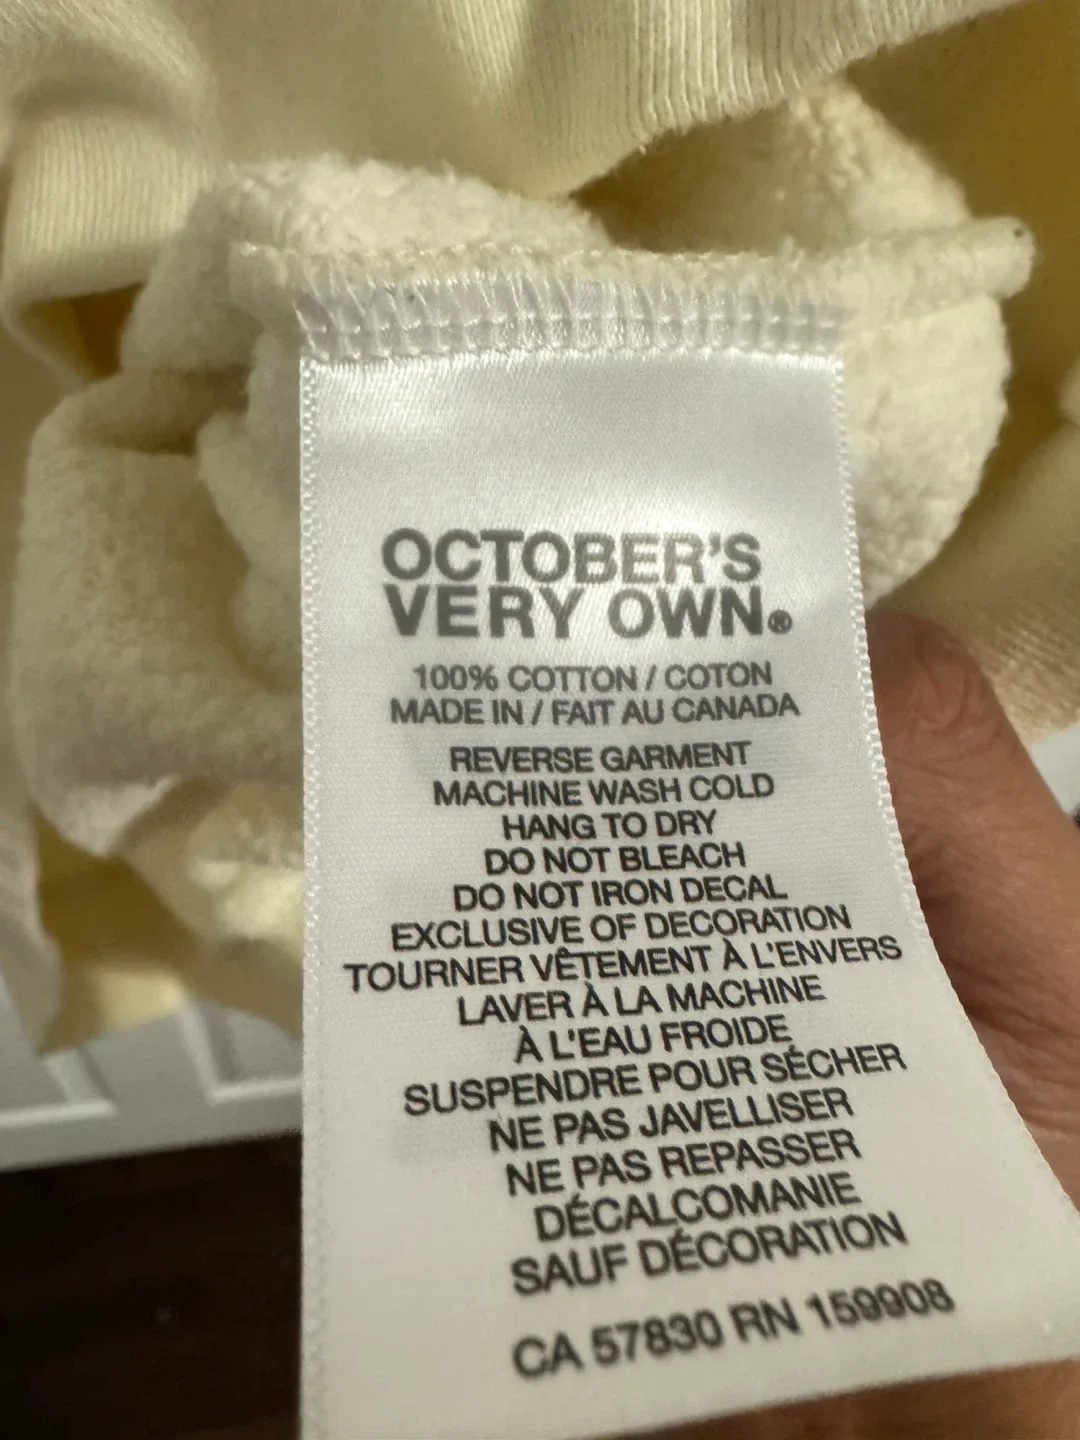 OCTOBER'S
VERY OWN®
100% COTTON / COTON
MADE IN / FAIT AU CANADA
REVERSE GARMENT
MACHINE WASH COLD
HANG TO DRY
DO NOT BLEACH
DO NOT IRON DECAL
EXCLUSIVE OF DECORATION
TOURNER VÊTEMENT À L'ENVERS
LAVER À LA MACHINE
À L'EAU FROIDE
SUSPENDRE POUR SÉCHER
NE PAS JAVELLISER
NE PAS REPASSER
DÉCALCOMANIE
SAUF DÉCORATION
CA 57830 RN 159908